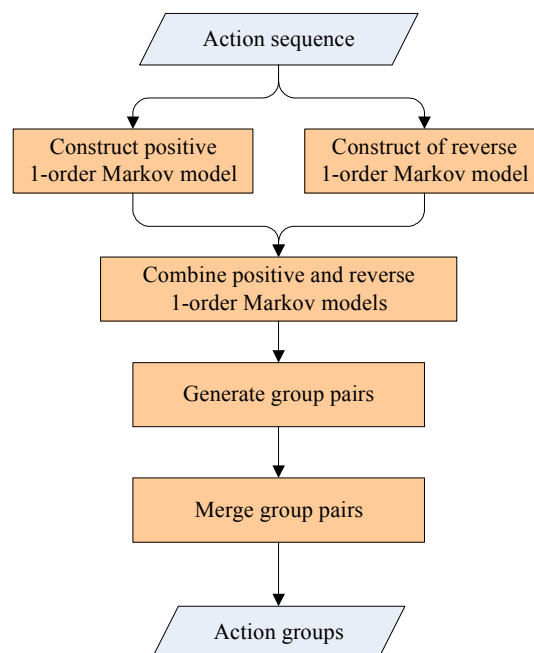 Action sequence
Construct positive
1-order Markov model
Construct of reverse
1-order Markov model
Combine positive and reverse
1-order Markov models
Generate group pairs
Merge group pairs
Action groups